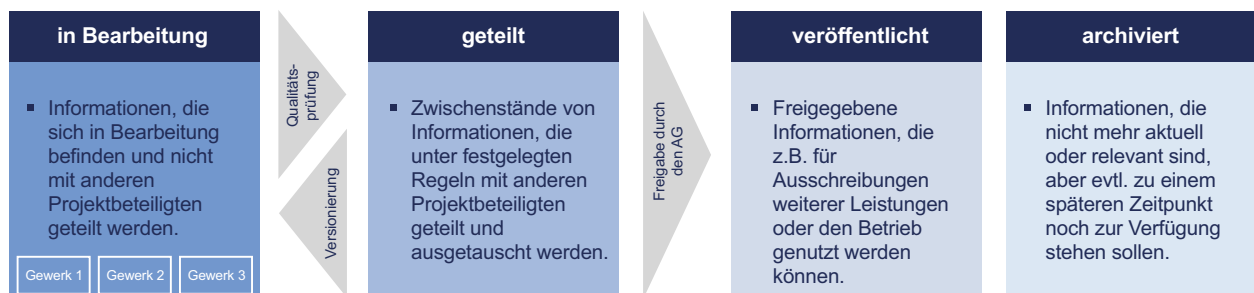 in Bearbeitung
▪ Informationen, die
sich in Bearbeitung
befinden und nicht
mit anderen
Projektbeteiligten
geteilt werden.
Gewerk 1
Gewerk 2
Gewerk 3
Qualitäts-
prüfung
Versionierung
geteilt
▪ Zwischenstände von
Informationen, die
unter festgelegten
Regeln mit anderen
Projektbeteiligten
geteilt und
ausgetauscht werden.
Freigabe durch
den AG
veröffentlicht
▪ Freigegebene
Informationen, die
z.B. für
Ausschreibungen
weiterer Leistungen
oder den Betrieb
genutzt werden
können.
archiviert
▪ Informationen, die
nicht mehr aktuell
oder relevant sind,
aber evtl. zu einem
späteren Zeitpunkt
noch zur Verfügung
stehen sollen.